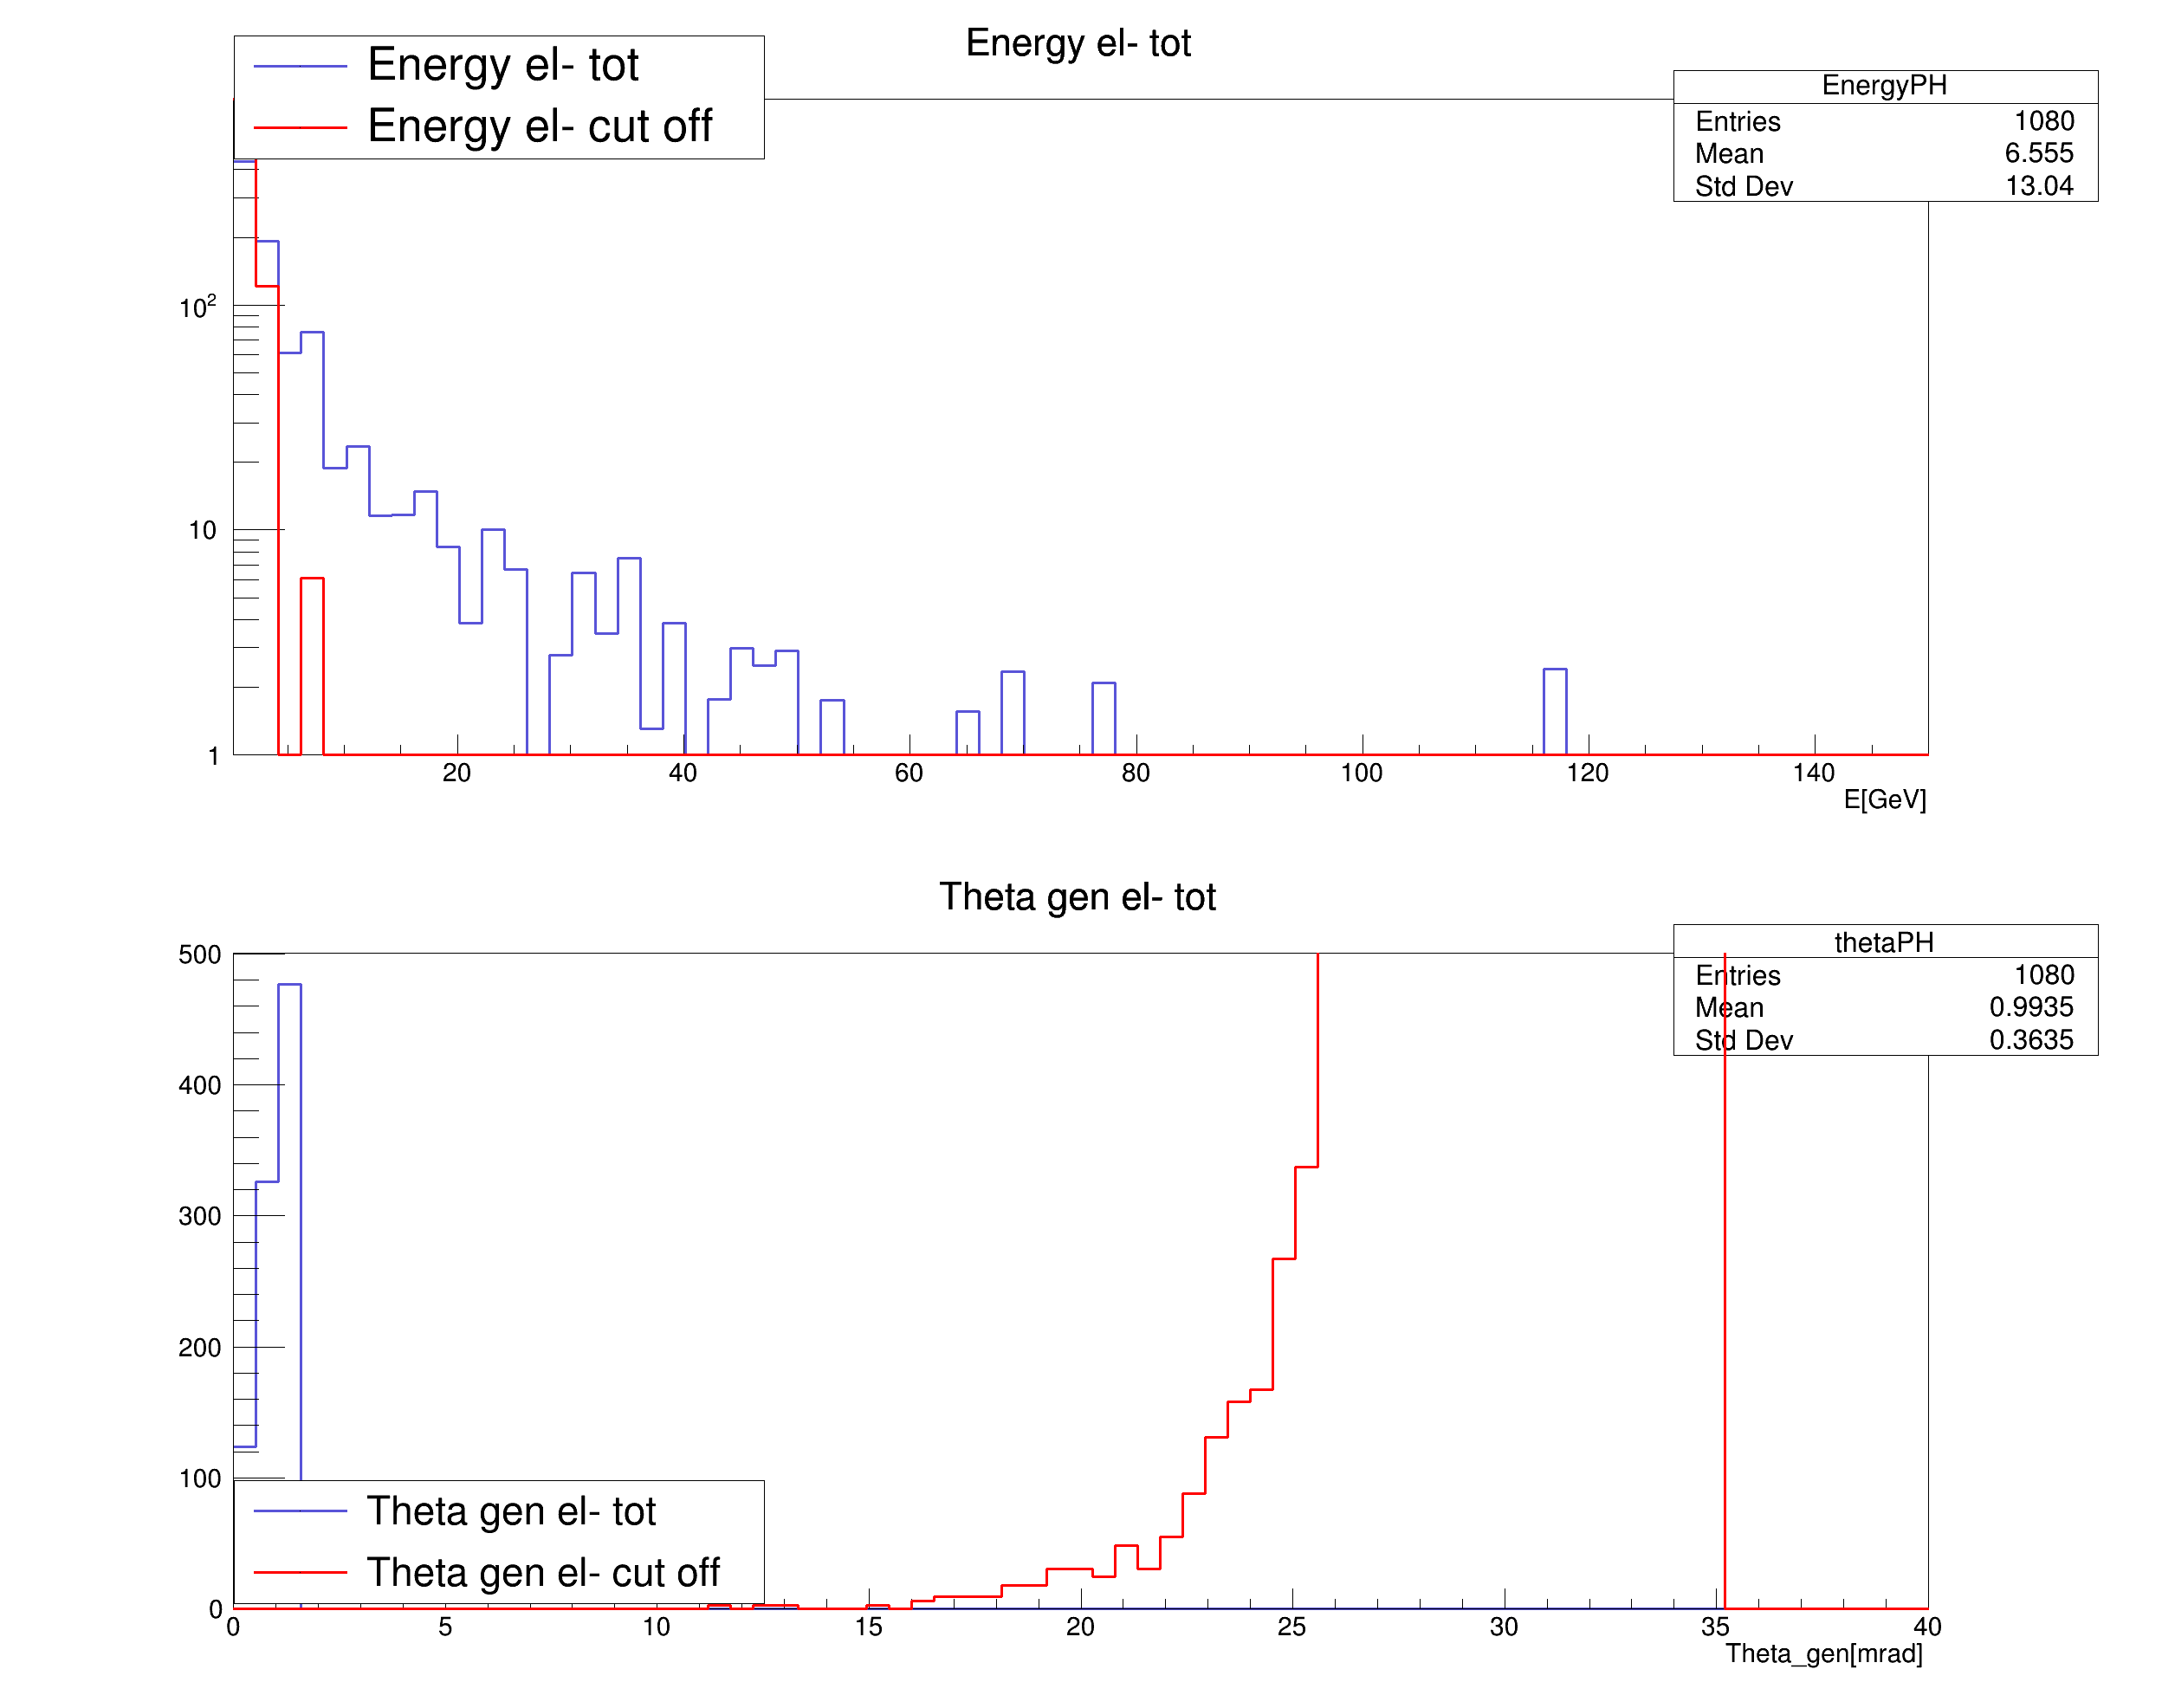 Energy el- tot
Energy el- tot
Energy el- cut off
EnergyPH
Entries 1080
Mean 6.555
Std Dev 13.04
10²
10
1
20 40 60 80 100 120 140
E[GeV]
Theta gen el- tot
thetaPH
Entries 1080
Mean 0.9935
Std Dev 0.3635
500
400
300
200
100
0
Theta gen el- tot
Theta gen el- cut off
0 5 10 15 20 25 30 35 40
Theta_gen[mrad]